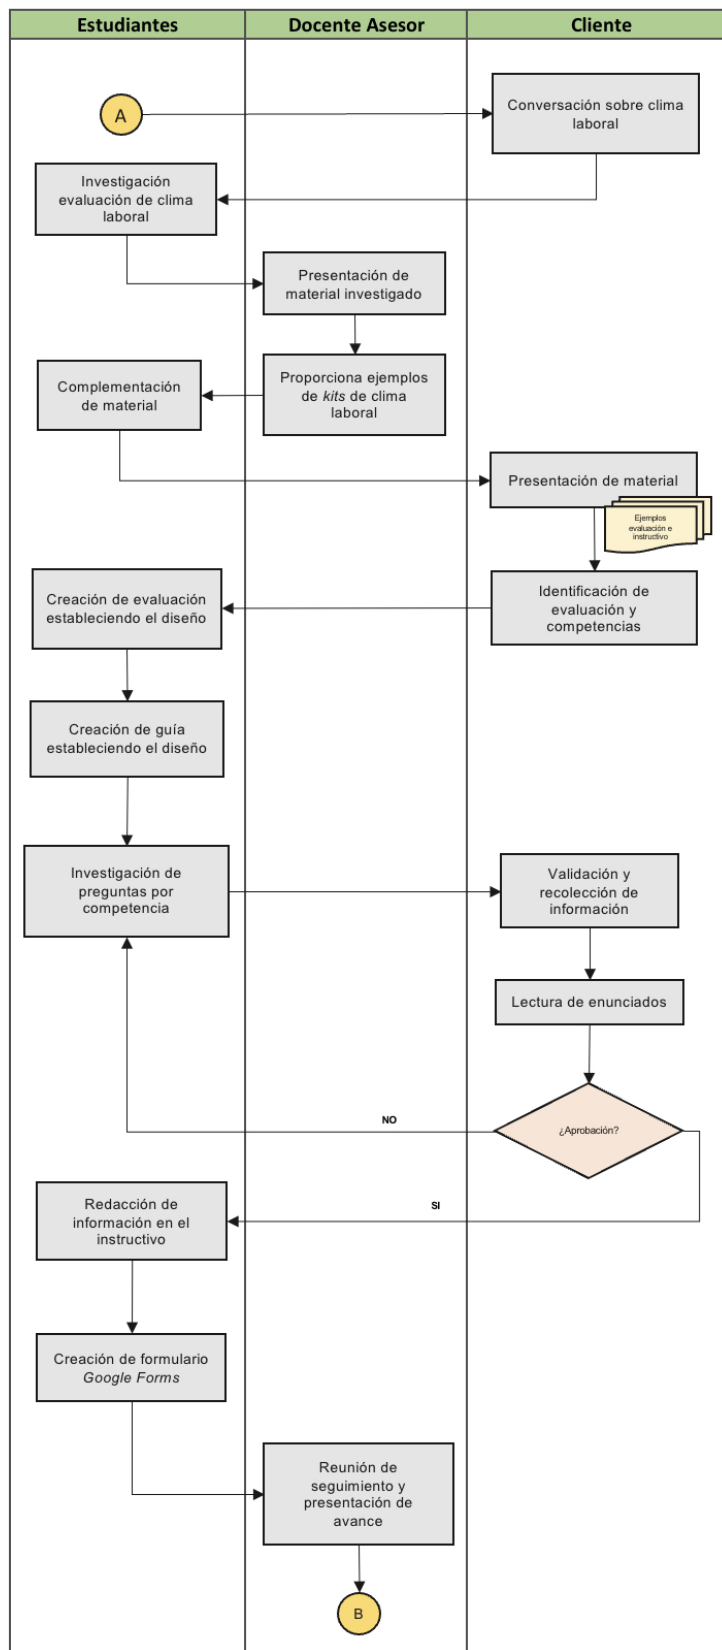 Estudiantes
Docente Asesor
Cliente
A
Conversación sobre clima
laboral
Investigación
evaluación de clima
laboral
Presentación de
material investigado
Proporciona ejemplos
de kits de clima
laboral
Complementación
de material
Presentación de material
Ejemplos
evaluación e
instructivo
Identificación de
evaluación y
competencias
Creación de evaluación
estableciendo el diseño
Creación de guía
estableciendo el diseño
Investigación de
preguntas por
competencia
Validación y
recolección de
información
Lectura de enunciados
¿Aprobación?
NO
SI
Redacción de
información en el
instructivo
Creación de formulario
Google Forms
Reunión de
seguimiento y
presentación de
avance
B